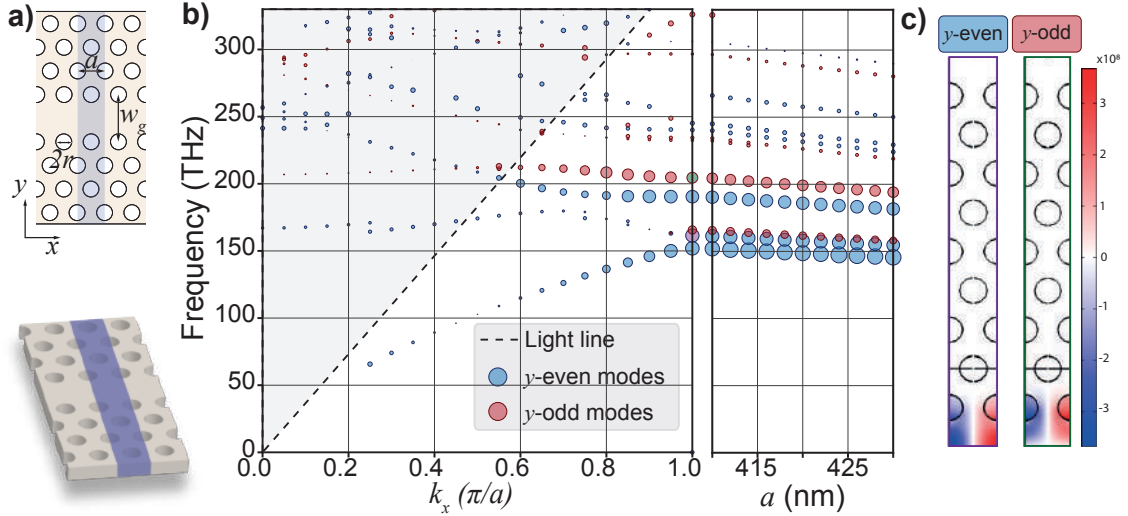 a)
a
w_g
2r
y
x
b)
Frequency (THz)
300
250
200
150
100
50
0
0.0 0.2 0.4 0.6 0.8 1.0
k_x (π/a)
415 425
a (nm)
Light line
y-even modes
y-odd modes
c)
y-even y-odd
x10⁸
3
2
1
0
-1
-2
-3